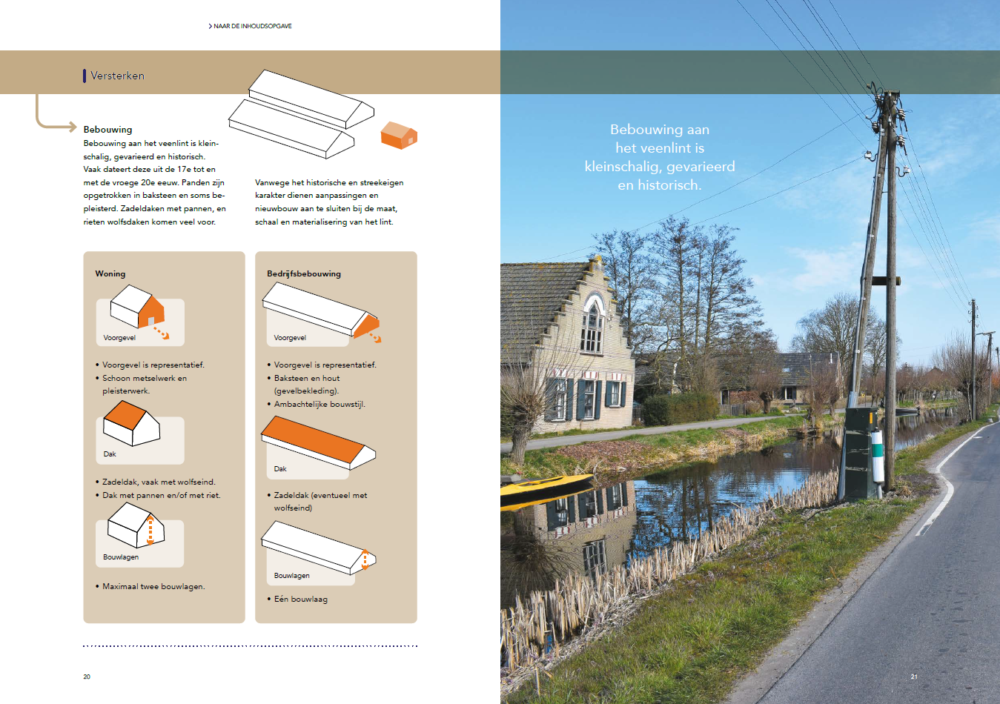 > NAAR DE INHOUDSOPGAVE
Versterken
Bebouwing
Bebouwing aan het veenlint is klein-
schalig, gevarieerd en historisch.
Vaak dateert deze uit de 17e tot en
met de vroege 20e eeuw. Panden zijn
opgetrokken in baksteen en soms be-
pleisterd. Zadeldaken met pannen, en
rieten wolfsdaken komen veel voor.
Vanwege het historische en streekeigen
karakter dienen aanpassingen en
nieuwbouw aan te sluiten bij de maat,
schaal en materialisering van het lint.
Woning
Voorgevel
• Voorgevel is representatief.
• Schoon metselwerk en
pleisterwerk.
Dak
• Zadeldak, vaak met wolfseind.
• Dak met pannen en/of met riet.
Bouwlagen
• Maximaal twee bouwlagen.
Bedrijfsbebouwing
Voorgevel
• Voorgevel is representatief.
• Baksteen en hout
(gevelbekleding).
• Ambachtelijke bouwstijl.
Dak
• Zadeldak (eventueel met
wolfseind)
Bouwlagen
• Eén bouwlaag
20
Bebouwing aan
het veenlint is
kleinschalig, gevarieerd
en historisch.
21